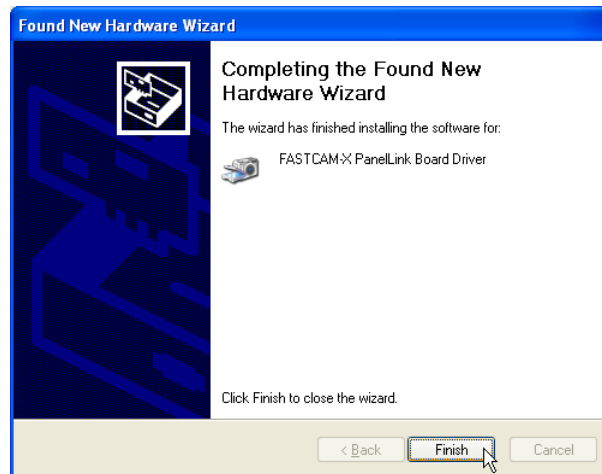 Found New Hardware Wizard
Completing the Found New
Hardware Wizard
The wizard has finished installing the software for:
FASTCAM-X PanelLink Board Driver
Click Finish to close the wizard.
< Back
Finish
Cancel